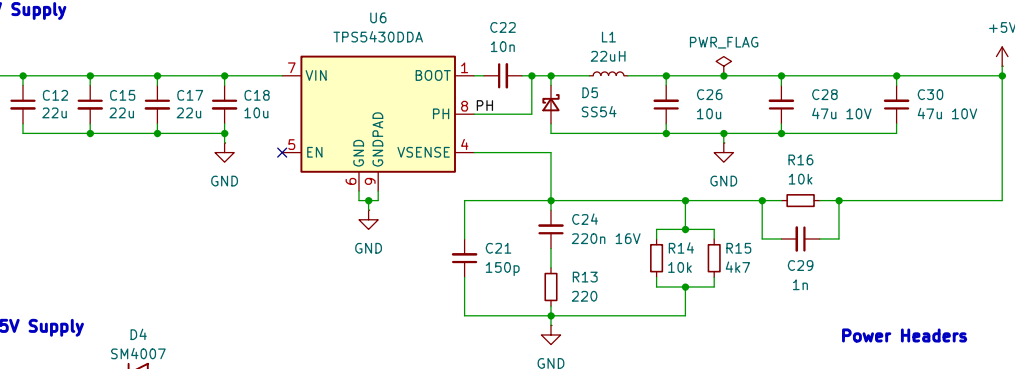 V Supply
U6
TPS5430DDA
C22
10n
L1
22uH
PWR_FLAG
+5V
7
VIN
BOOT
1
C12
22u
C15
22u
C17
22u
C18
10u
PH
8
PH
D5
SS54
C26
10u
C28
47u 10V
C30
47u 10V
5
EN
GND
GNDPAD
VSENSE
4
6
9
GND
GND
GND
R16
10k
C24
220n 16V
C21
150p
R14
10k
R15
4k7
C29
1n
R13
220
GND
5V Supply
D4
SM4007
Power Headers